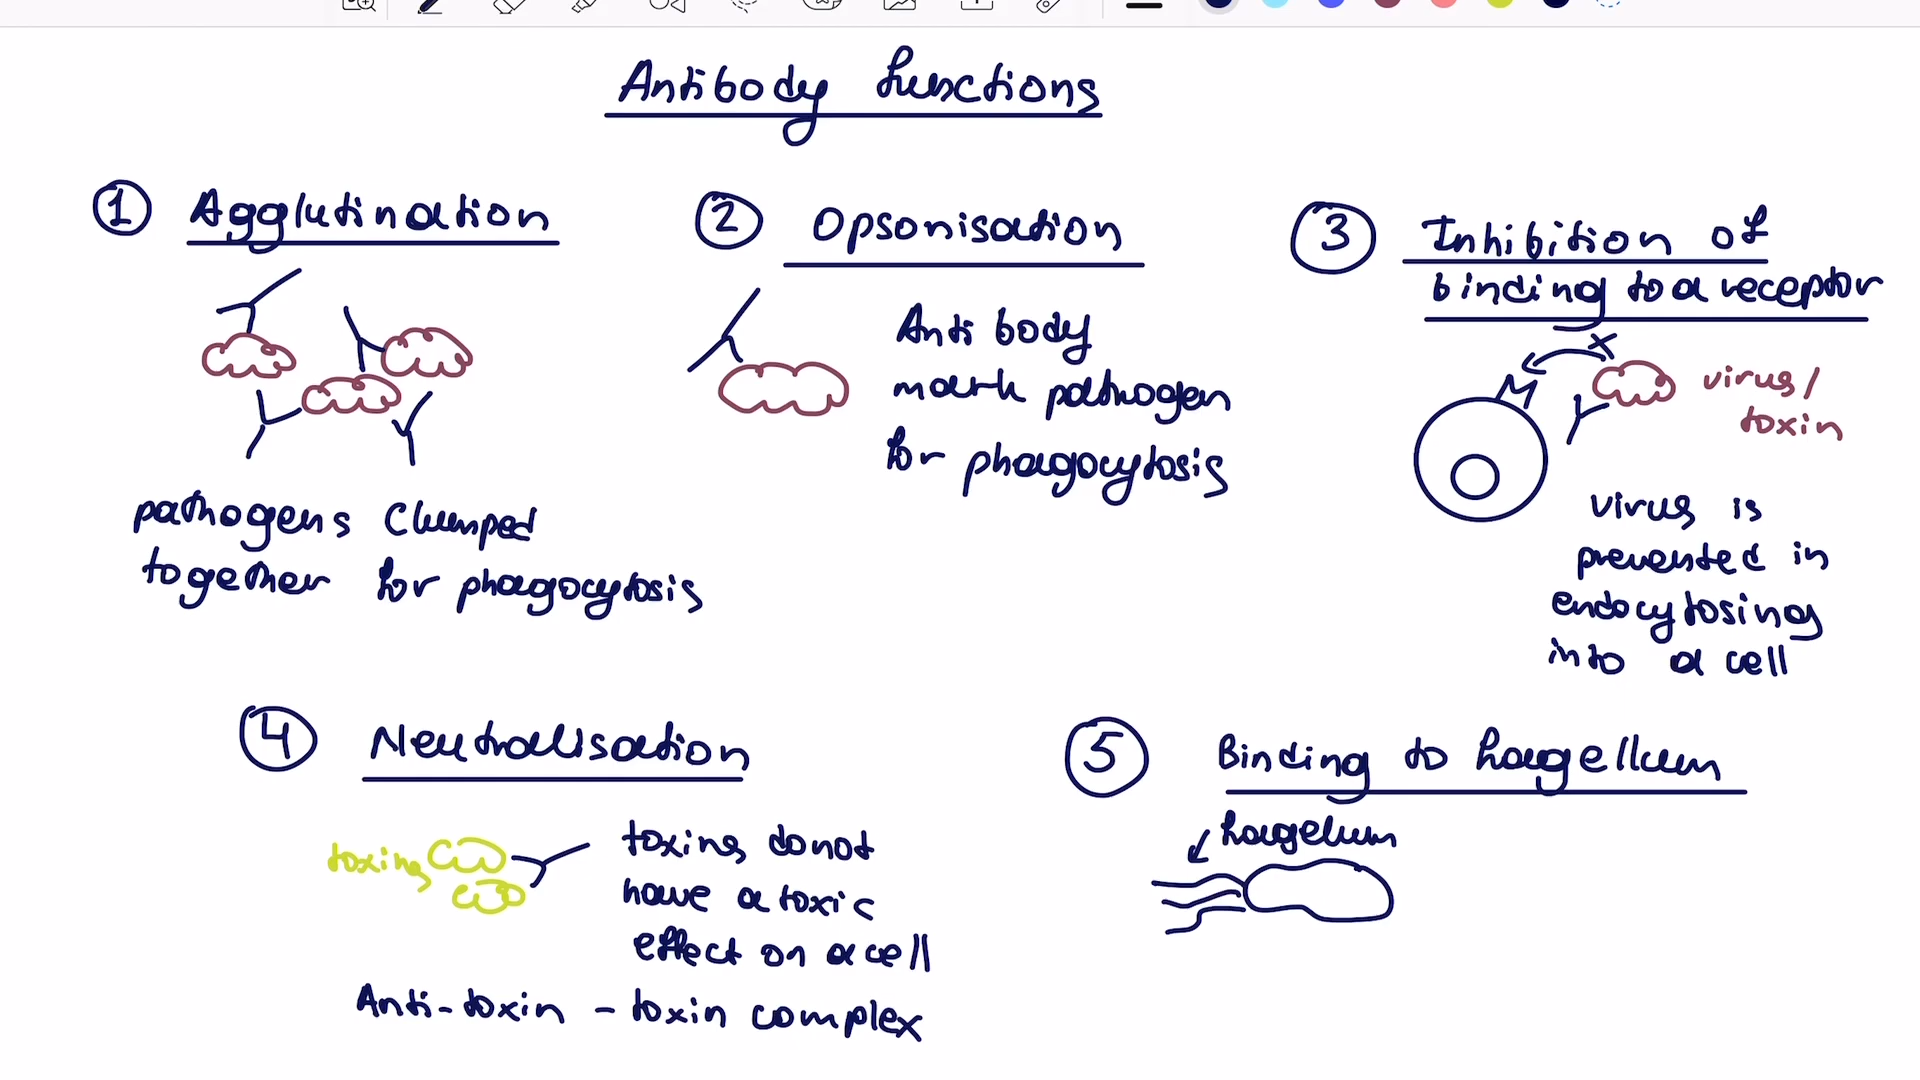 Antibody functions
① Agglutination
pathogens clumped
together for phagocytosis
② Opsonisation
Antibody
mark pathogen
for phagocytosis
③ Inhibition of
binding to a receptor
virus/
toxin
virus is
prevented in
endocytosing
into a cell
④ Neutralisation
toxins
toxins do not
have a toxic
effect on a cell
Anti-toxin - toxin complex
⑤ Binding to flagellum
flagelum